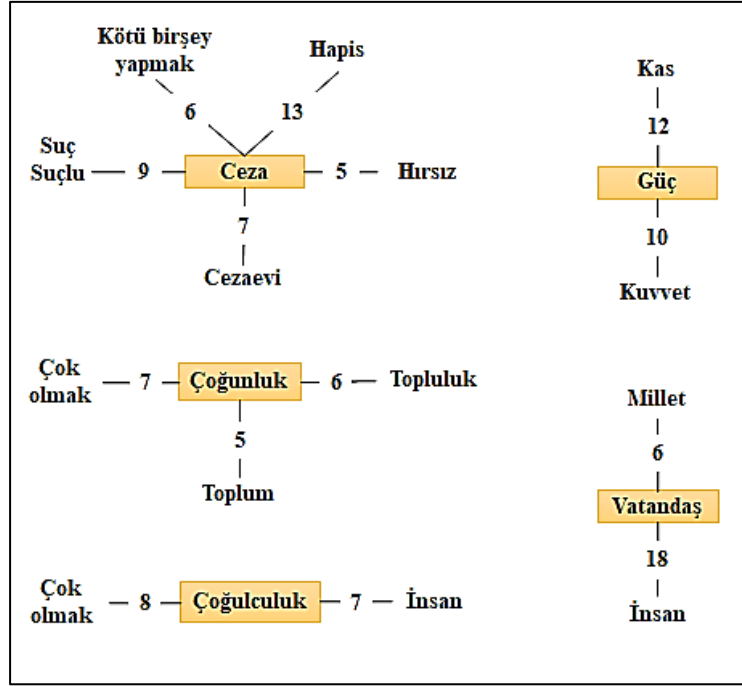 Kötü birşey
yapmak
Hapis
6
13
Suç
Suçlu
9
Ceza
5
Hırsız
7
Cezaevi
Kas
12
Güç
10
Kuvvet
Çok
olmak
7
Çoğunluk
6
Topluluk
5
Toplum
Millet
6
Vatandaş
18
İnsan
Çok
olmak
8
Çoğulculuk
7
İnsan